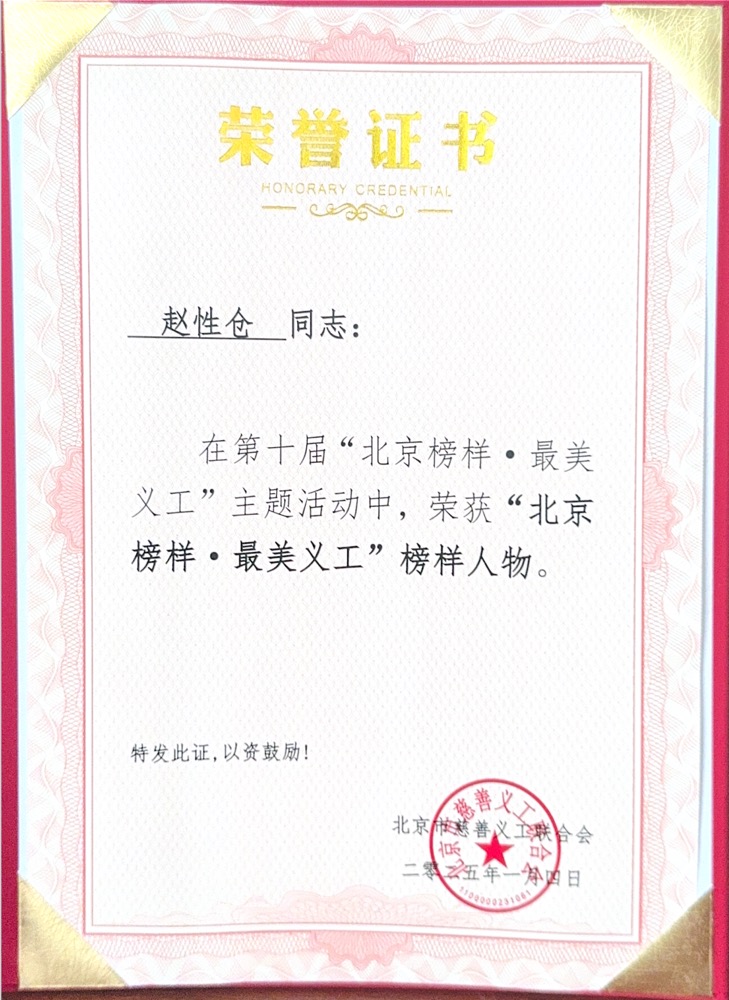 荣誉证书
HONORARY CREDENTIAL
赵性仓 同志：
在第十届“北京榜样·最美
义工”主题活动中，荣获“北京
榜样·最美义工”榜样人物。
特发此证，以资鼓励！
北京市慈善义工联合会
二零二五年一月四日
北京市慈善义工联合会
1100000231081